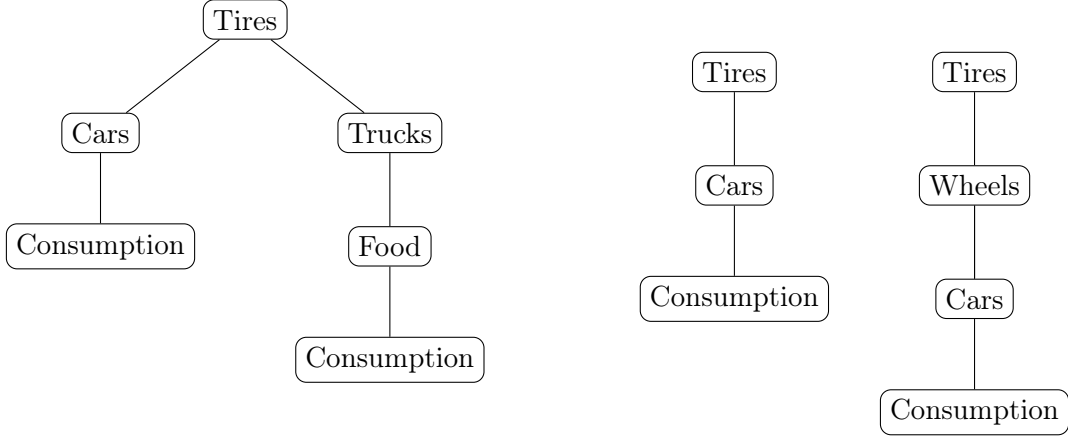 Tires
Cars
Trucks
Consumption
Food
Consumption
Tires
Cars
Consumption
Tires
Wheels
Cars
Consumption